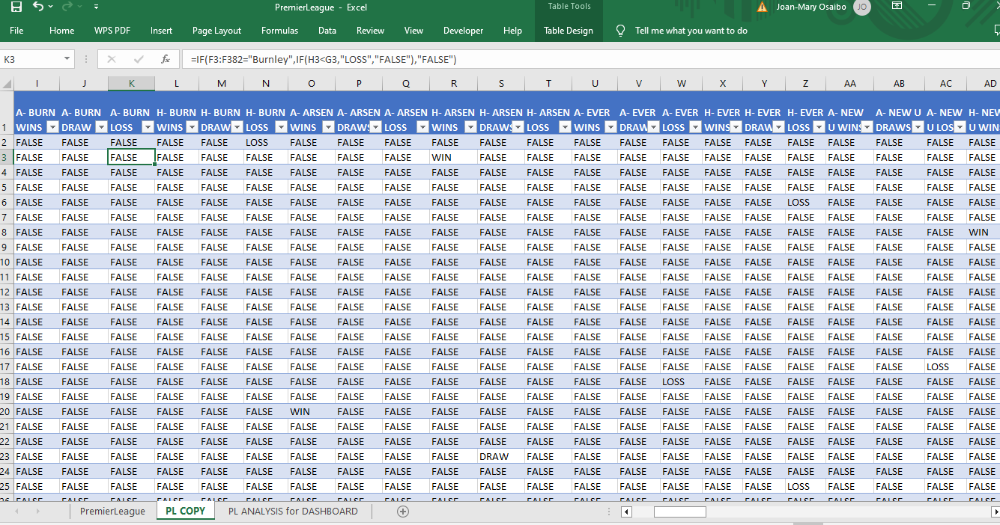 PremierLeague - Excel
Table Tools
Joan-Mary Osaibo
JO
File Home WPS PDF Insert Page Layout Formulas Data Review View Developer Help Table Design Tell me what you want to do
K3 fx =IF(F3:F382="Burnley",IF(H3<G3,"LOSS","FALSE"),"FALSE")
I J K L M N O P Q R S T U V W X Y Z AA AB AC AD
A- BURN A- BURN A- BURN H- BURN H- BURN H- BURN A- ARSEN A- ARSEN A- ARSEN H- ARSEN H- ARSEN H- ARSEN A- EVER A- EVER A- EVER H- EVER H- EVER H- EVER A- NEW A- NEW U A- NEW H- NEW
1 WINS DRAW LOSS WINS DRAW LOSS WINS DRAWS LOSS WINS DRAWS LOSS WINS DRAW LOSS WINS DRAW LOSS U WINS DRAWS U LOS U WIN
2 FALSE FALSE FALSE FALSE FALSE LOSS FALSE FALSE FALSE FALSE FALSE FALSE FALSE FALSE FALSE FALSE FALSE FALSE FALSE FALSE FALSE FALSE
3 FALSE FALSE FALSE FALSE FALSE FALSE FALSE FALSE FALSE WIN FALSE FALSE FALSE FALSE FALSE FALSE FALSE FALSE FALSE FALSE FALSE FALSE
4 FALSE FALSE FALSE FALSE FALSE FALSE FALSE FALSE FALSE FALSE FALSE FALSE FALSE FALSE FALSE FALSE FALSE FALSE FALSE FALSE FALSE FALSE
5 FALSE FALSE FALSE FALSE FALSE FALSE FALSE FALSE FALSE FALSE FALSE FALSE FALSE FALSE FALSE FALSE FALSE FALSE FALSE FALSE FALSE FALSE
6 FALSE FALSE FALSE FALSE FALSE FALSE FALSE FALSE FALSE FALSE FALSE FALSE FALSE FALSE FALSE FALSE FALSE LOSS FALSE FALSE FALSE FALSE
7 FALSE FALSE FALSE FALSE FALSE FALSE FALSE FALSE FALSE FALSE FALSE FALSE FALSE FALSE FALSE FALSE FALSE FALSE FALSE FALSE FALSE FALSE
8 FALSE FALSE FALSE FALSE FALSE FALSE FALSE FALSE FALSE FALSE FALSE FALSE FALSE FALSE FALSE FALSE FALSE FALSE FALSE FALSE FALSE WIN
9 FALSE FALSE FALSE FALSE FALSE FALSE FALSE FALSE FALSE FALSE FALSE FALSE FALSE FALSE FALSE FALSE FALSE FALSE FALSE FALSE FALSE FALSE
10 FALSE FALSE FALSE FALSE FALSE FALSE FALSE FALSE FALSE FALSE FALSE FALSE FALSE FALSE FALSE FALSE FALSE FALSE FALSE FALSE FALSE FALSE
11 FALSE FALSE FALSE FALSE FALSE FALSE FALSE FALSE FALSE FALSE FALSE FALSE FALSE FALSE FALSE FALSE FALSE FALSE FALSE FALSE FALSE FALSE
12 FALSE FALSE FALSE FALSE FALSE FALSE FALSE FALSE FALSE FALSE FALSE FALSE FALSE FALSE FALSE FALSE FALSE FALSE FALSE FALSE FALSE FALSE
13 FALSE FALSE FALSE FALSE FALSE FALSE FALSE FALSE FALSE FALSE FALSE FALSE FALSE FALSE FALSE FALSE FALSE FALSE FALSE FALSE FALSE FALSE
14 FALSE FALSE FALSE FALSE FALSE FALSE FALSE FALSE FALSE FALSE FALSE FALSE FALSE FALSE FALSE FALSE FALSE FALSE FALSE FALSE FALSE FALSE
15 FALSE FALSE FALSE FALSE FALSE FALSE FALSE FALSE FALSE FALSE FALSE FALSE FALSE FALSE FALSE FALSE FALSE FALSE FALSE FALSE FALSE FALSE
16 FALSE FALSE FALSE FALSE FALSE FALSE FALSE FALSE FALSE FALSE FALSE FALSE FALSE FALSE FALSE FALSE FALSE FALSE FALSE FALSE FALSE FALSE
17 FALSE FALSE FALSE FALSE FALSE FALSE FALSE FALSE FALSE FALSE FALSE FALSE FALSE FALSE FALSE FALSE FALSE FALSE FALSE FALSE LOSS FALSE
18 FALSE FALSE FALSE FALSE FALSE FALSE FALSE FALSE FALSE FALSE FALSE FALSE FALSE FALSE LOSS FALSE FALSE FALSE FALSE FALSE FALSE FALSE
19 FALSE FALSE FALSE FALSE FALSE FALSE FALSE FALSE FALSE FALSE FALSE FALSE FALSE FALSE FALSE FALSE FALSE FALSE FALSE FALSE FALSE FALSE
20 FALSE FALSE FALSE FALSE FALSE FALSE WIN FALSE FALSE FALSE FALSE FALSE FALSE FALSE FALSE FALSE FALSE FALSE FALSE FALSE FALSE FALSE
21 FALSE FALSE FALSE FALSE FALSE FALSE FALSE FALSE FALSE FALSE FALSE FALSE FALSE FALSE FALSE FALSE FALSE FALSE FALSE FALSE FALSE FALSE
22 FALSE FALSE FALSE FALSE FALSE FALSE FALSE FALSE FALSE FALSE FALSE FALSE FALSE FALSE FALSE FALSE FALSE FALSE FALSE FALSE FALSE FALSE
23 FALSE FALSE FALSE FALSE FALSE FALSE FALSE FALSE FALSE FALSE DRAW FALSE FALSE FALSE FALSE FALSE FALSE FALSE FALSE FALSE FALSE FALSE
24 FALSE FALSE FALSE FALSE FALSE FALSE FALSE FALSE FALSE FALSE FALSE FALSE FALSE FALSE FALSE FALSE FALSE FALSE FALSE FALSE FALSE FALSE
25 FALSE FALSE FALSE FALSE FALSE FALSE FALSE FALSE FALSE FALSE FALSE FALSE FALSE FALSE FALSE FALSE FALSE LOSS FALSE FALSE FALSE FALSE
PremierLeague PL COPY PL ANALYSIS for DASHBOARD